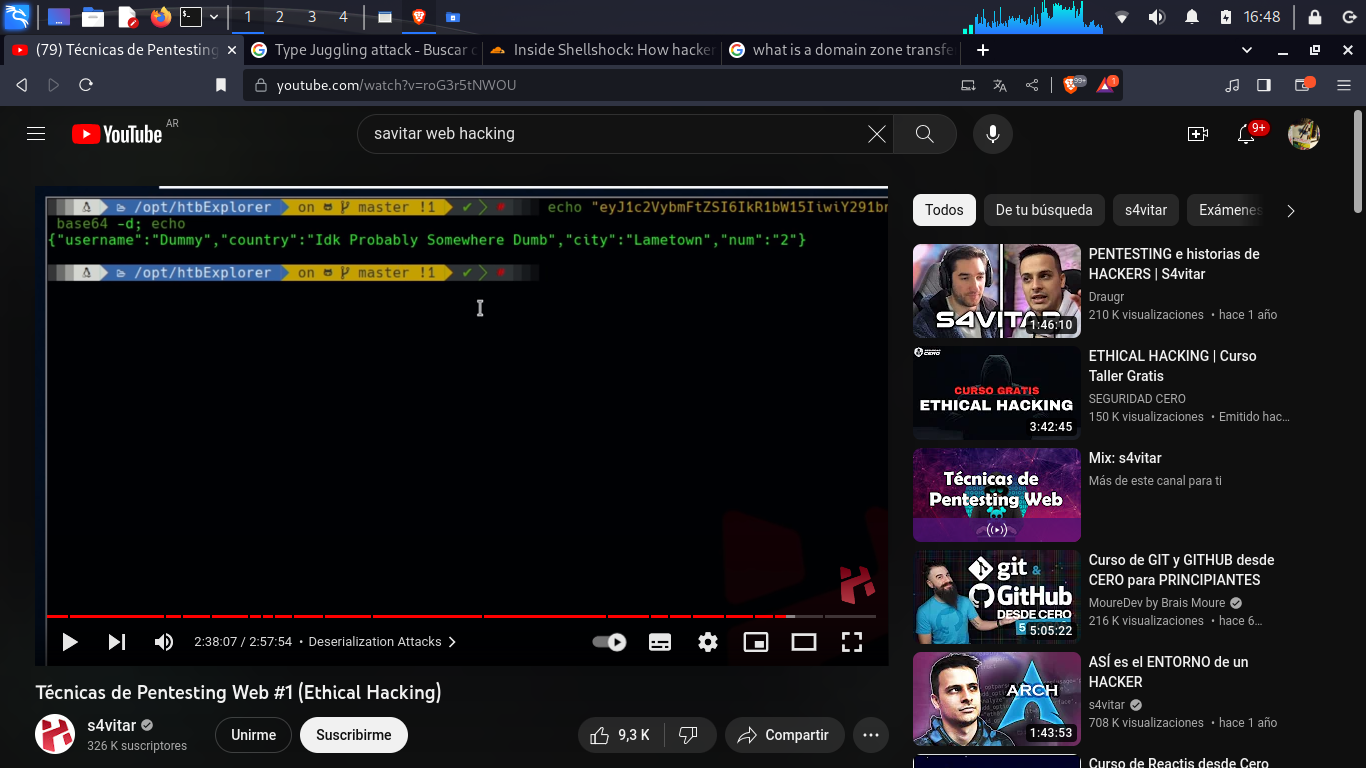 1 2 3 4 16:48
(79) Técnicas de Pentesting Type Juggling attack - Buscar c Inside Shellshock: How hacker what is a domain zone transfe
youtube.com/watch?v=roG3r5tNWOU 99+ 1
YouTube AR savitar web hacking 9+
/opt/htbExplorer on master !1 ✔ # echo "eyJ1c2VybmFtZSI6IkR1bW15IiwiY291br
base64 -d; echo
{"username":"Dummy","country":"Idk Probably Somewhere Dumb","city":"Lametown","num":"2"}
/opt/htbExplorer on master !1 ✔ #
2:38:07 / 2:57:54 • Deserialization Attacks
Técnicas de Pentesting Web #1 (Ethical Hacking)
s4vitar
326 K suscriptores
Unirme
Suscribirme
9,3 K
Compartir
Todos De tu búsqueda s4vitar Exámenes
S4VITAR
1:46:10
PENTESTING e historias de
HACKERS | S4vitar
Draugr
210 K visualizaciones • hace 1 año
CURSO GRATIS
ETHICAL HACKING
3:42:45
ETHICAL HACKING | Curso
Taller Gratis
SEGURIDAD CERO
150 K visualizaciones • Emitido hac...
Técnicas de
Pentesting Web
Mix: s4vitar
Más de este canal para ti
git &
GitHub
DESDE CERO
5:05:22
Curso de GIT y GITHUB desde
CERO para PRINCIPIANTES
MoureDev by Brais Moure
216 K visualizaciones • hace 6...
ARCH
1:43:53
ASÍ es el ENTORNO de un
HACKER
s4vitar
708 K visualizaciones • hace 1 año
Curso de Reactjs desde Cero